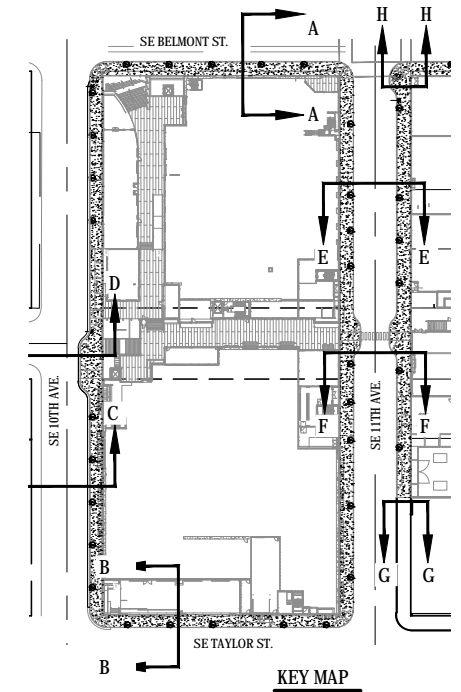 SE BELMONT ST.
A
H H
A
E E
D
SE 10TH AVE.
SE 11TH AVE.
C
F F
B
G G
SE TAYLOR ST.
B
KEY MAP